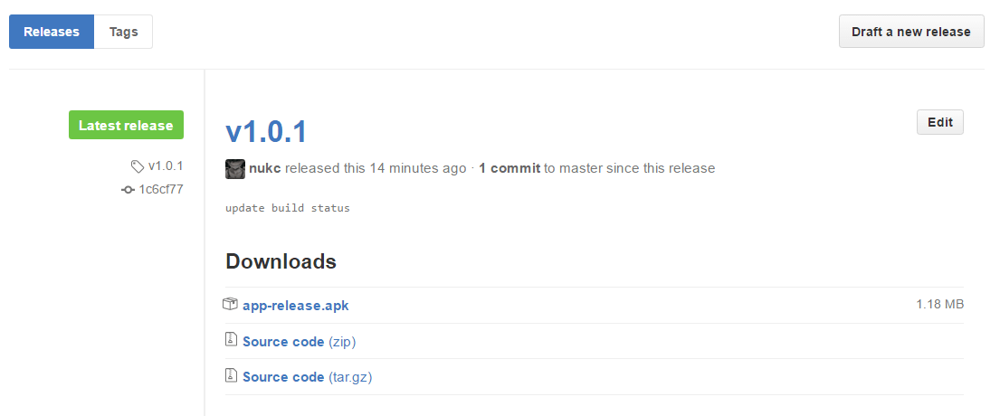 Releases Tags Draft a new release
Latest release
v1.0.1
1c6cf77
v1.0.1 Edit
nukc released this 14 minutes ago · 1 commit to master since this release
update build status
Downloads
app-release.apk 1.18 MB
Source code (zip)
Source code (tar.gz)